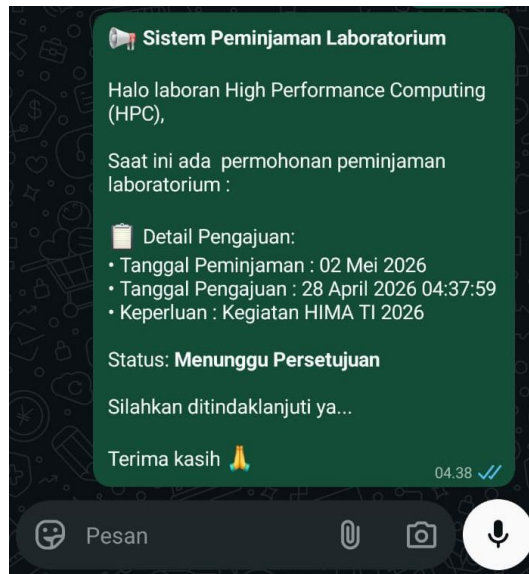 📢 Sistem Peminjaman Laboratorium
Halo laboran High Performance Computing
(HPC),
Saat ini ada  permohonan peminjaman
laboratorium :
📋 Detail Pengajuan:
• Tanggal Peminjaman : 02 Mei 2026
• Tanggal Pengajuan : 28 April 2026 04:37:59
• Keperluan : Kegiatan HIMA TI 2026
Status: Menunggu Persetujuan
Silahkan ditindaklanjuti ya...
Terima kasih 🙏
04.38
Pesan